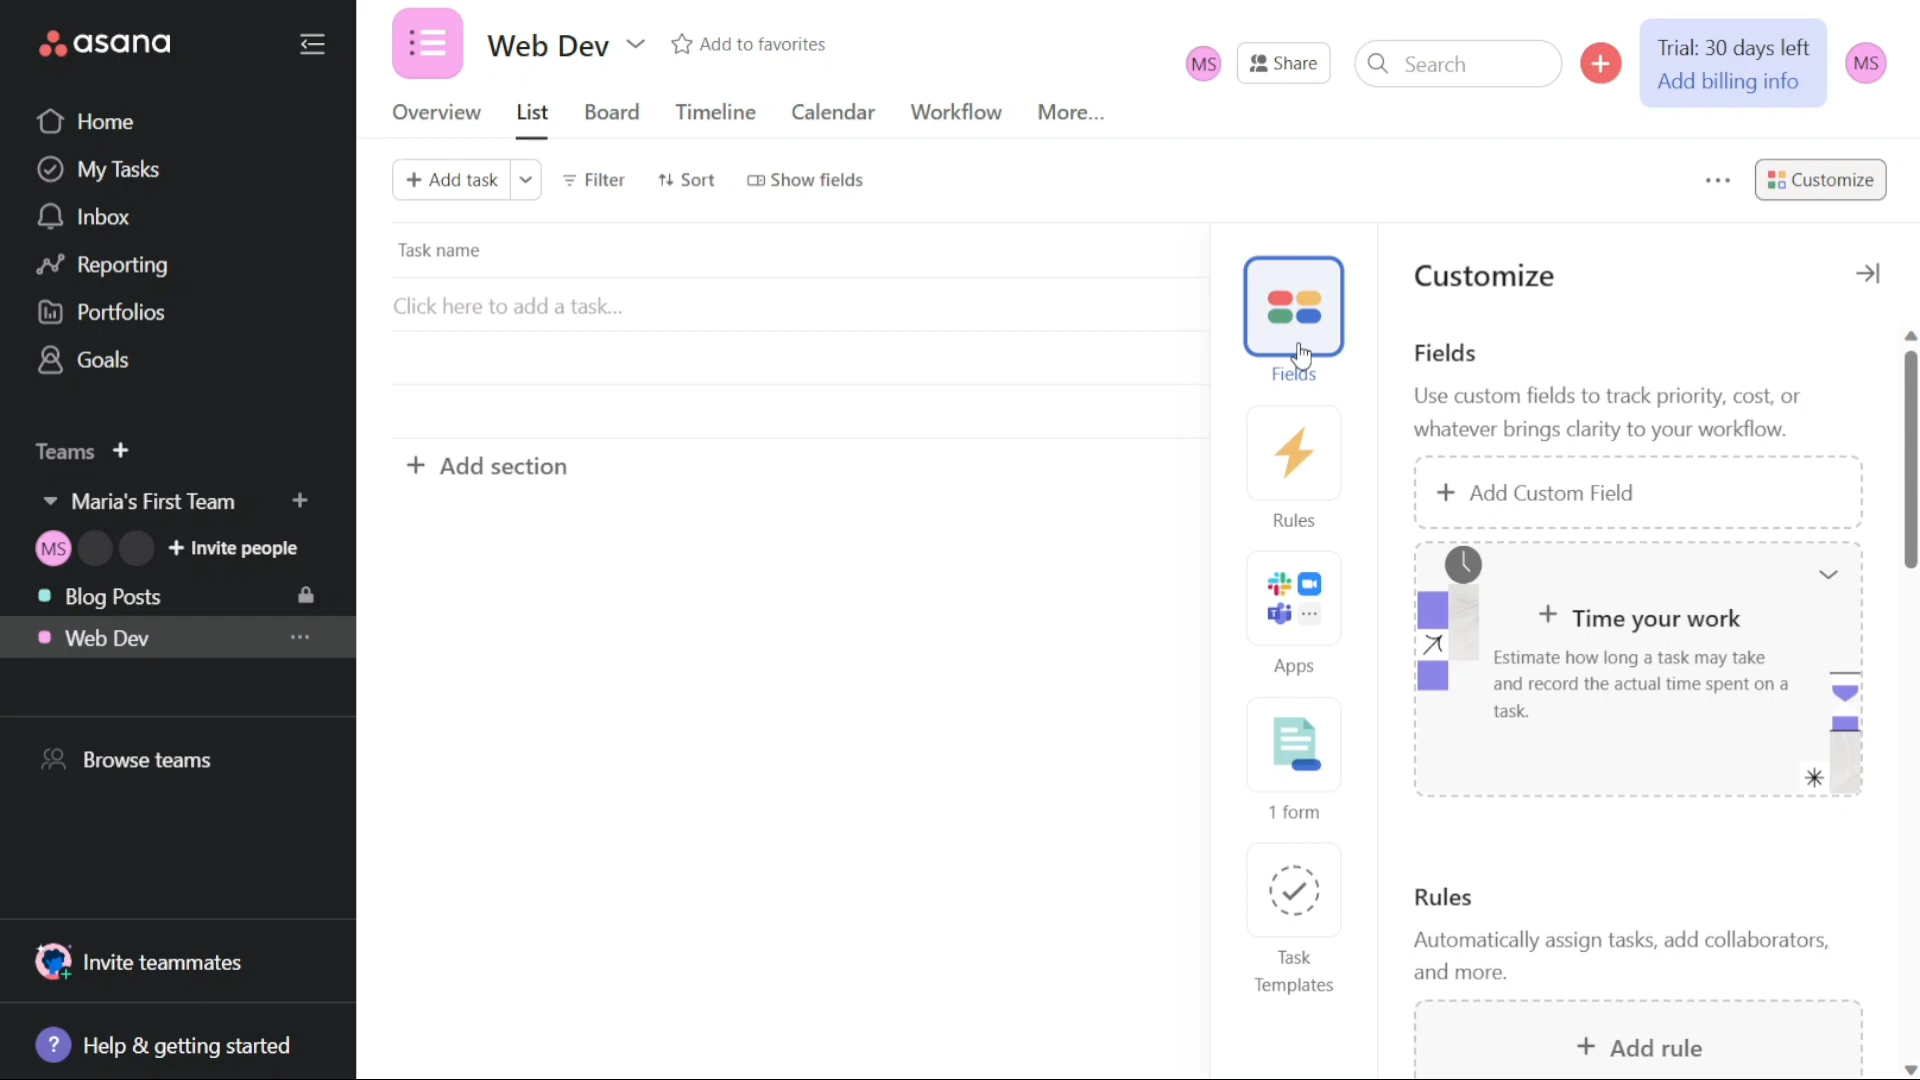 asana
Home
My Tasks
Inbox
Reporting
Portfolios
Goals
Teams +
Maria's First Team +
MS + Invite people
Blog Posts
Web Dev ...
Browse teams
Invite teammates
? Help & getting started
Web Dev
Add to favorites
MS
Share
Search
+
Trial: 30 days left
Add billing info
MS
Overview
List
Board
Timeline
Calendar
Workflow
More...
+ Add task
Filter
Sort
Show fields
...
Customize
Task name
Click here to add a task...
+ Add section
Fields
Rules
Apps
1 form
Task
Templates
Customize
Fields
Use custom fields to track priority, cost, or
whatever brings clarity to your workflow.
+ Add Custom Field
+ Time your work
Estimate how long a task may take
and record the actual time spent on a
task.
Rules
Automatically assign tasks, add collaborators,
and more.
+ Add rule